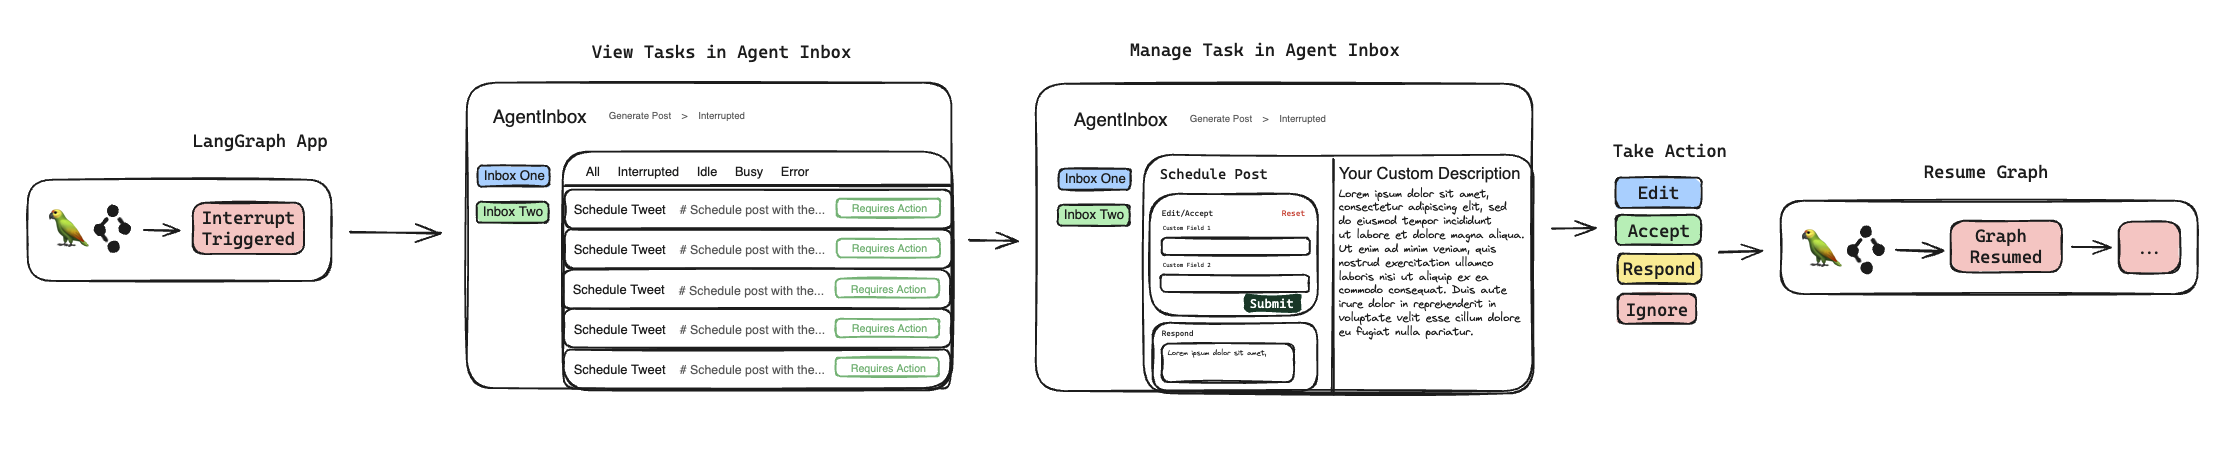 LangGraph App
Interrupt
Triggered
View Tasks in Agent Inbox
AgentInbox
Generate Post > Interrupted
Inbox One
Inbox Two
All Interrupted Idle Busy Error
Schedule Tweet # Schedule post with the... Requires Action
Schedule Tweet # Schedule post with the... Requires Action
Schedule Tweet # Schedule post with the... Requires Action
Schedule Tweet # Schedule post with the... Requires Action
Schedule Tweet # Schedule post with the... Requires Action
Manage Task in Agent Inbox
AgentInbox
Generate Post > Interrupted
Inbox One
Inbox Two
Schedule Post
Edit/Accept Reset
Custom Field 1
Custom Field 2
Submit
Respond
Lorem ipsum dolor sit amet,
Your Custom Description
Lorem ipsum dolor sit amet,
consectetur adipiscing elit, sed
do eiusmod tempor incididunt
ut labore et dolore magna aliqua.
Ut enim ad minim veniam, quis
nostrud exercitation ullamco
laboris nisi ut aliquip ex ea
commodo consequat. Duis aute
irure dolor in reprehenderit in
voluptate velit esse cillum dolore
eu fugiat nulla pariatur.
Take Action
Edit
Accept
Respond
Ignore
Resume Graph
Graph
Resumed
...